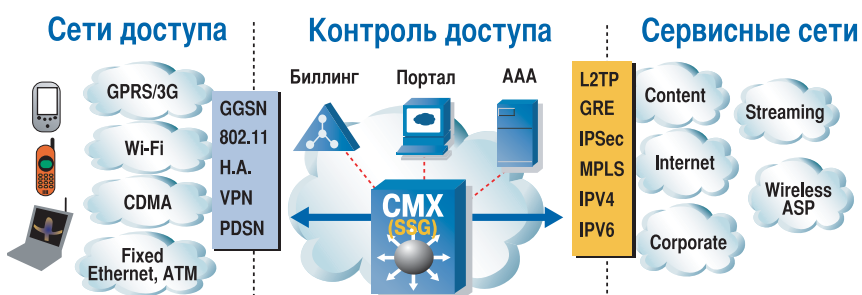 Сети доступа
Контроль доступа
Сервисные сети
GPRS/3G
Wi-Fi
CDMA
Fixed
Ethernet, ATM
GGSN
802.11
H.A.
VPN
PDSN
Биллинг
Портал
AAA
CMX
(SSG)
L2TP
GRE
IPSec
MPLS
IPV4
IPV6
Content
Internet
Corporate
Streaming
Wireless
ASP